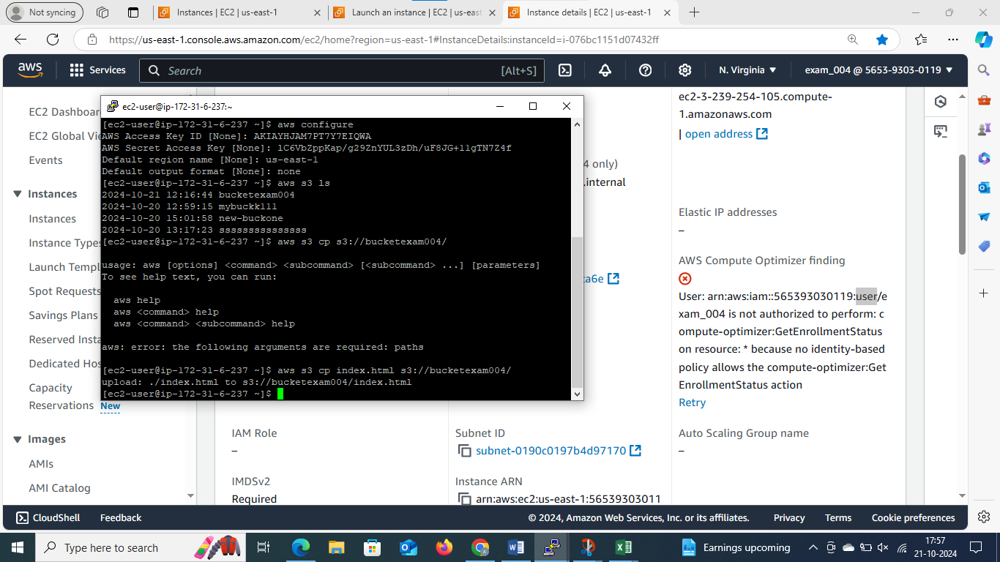 Not syncing
Instances | EC2 | us-east-1
Launch an instance | EC2 | us-east
Instance details | EC2 | us-east-1
https://us-east-1.console.aws.amazon.com/ec2/home?region=us-east-1#InstanceDetails:instanceId=i-076bc1151d07432ff
aws
Services
Search
[Alt+S]
N. Virginia
exam_004 @ 5653-9303-0119
EC2 Dashboar
EC2 Global Vie
Events
Instances
Instances
Instance Types
Launch Templ
Spot Requests
Savings Plans
Reserved Insta
Dedicated Hos
Capacity
Reservations New
Images
AMIs
AMI Catalog
ec2-user@ip-172-31-6-237:~
[ec2-user@ip-172-31-6-237 ~]$ aws configure
AWS Access Key ID [None]: AKIAYHJAM7PT7Y7EIQWA
AWS Secret Access Key [None]: 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
Default region name [None]: us-east-1
Default output format [None]: none
[ec2-user@ip-172-31-6-237 ~]$ aws s3 ls
2024-10-21 12:16:44 bucketexam004
2024-10-20 12:59:15 mybuckk111
2024-10-20 15:01:58 new-buckone
2024-10-20 13:17:23 sssssssssssssss
[ec2-user@ip-172-31-6-237 ~]$ aws s3 cp s3://bucketexam004/
usage: aws [options] <command> <subcommand> [<subcommand> ...] [parameters]
To see help text, you can run:
aws help
aws <command> help
aws <command> <subcommand> help
aws: error: the following arguments are required: paths
[ec2-user@ip-172-31-6-237 ~]$ aws s3 cp index.html s3://bucketexam004/
upload: ./index.html to s3://bucketexam004/index.html
[ec2-user@ip-172-31-6-237 ~]$
4 only)
.internal
ca6e
IAM Role
–
IMDSv2
Required
Subnet ID
subnet-0190c0197b4d97170
Instance ARN
arn:aws:ec2:us-east-1:56539303011
ec2-3-239-254-105.compute-
1.amazonaws.com
| open address
Elastic IP addresses
–
AWS Compute Optimizer finding
User: arn:aws:iam::565393030119:user/e
xam_004 is not authorized to perform: c
ompute-optimizer:GetEnrollmentStatus
on resource: * because no identity-based
policy allows the compute-optimizer:Get
EnrollmentStatus action
Retry
Auto Scaling Group name
–
CloudShell
Feedback
© 2024, Amazon Web Services, Inc. or its affiliates.
Privacy
Terms
Cookie preferences
Type here to search
Earnings upcoming
17:57
21-10-2024